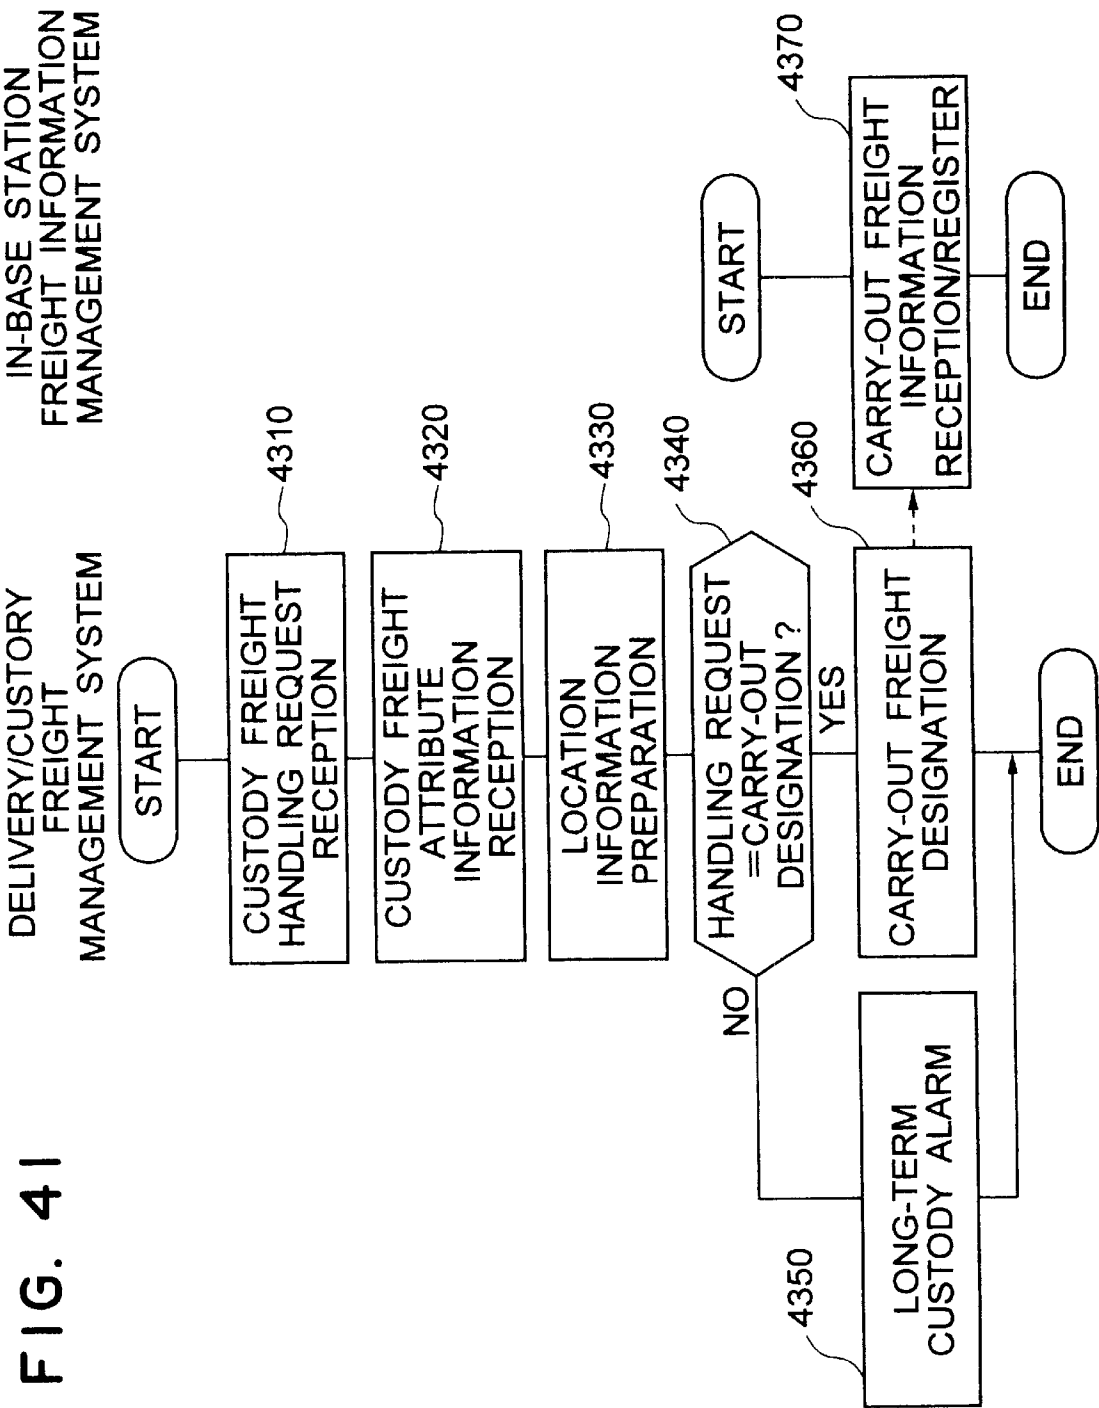 FIG. 41
DELIVERY/CUSTORY
FREIGHT
MANAGEMENT SYSTEM
IN-BASE STATION
FREIGHT INFORMATION
MANAGEMENT SYSTEM
START
CUSTODY FREIGHT
HANDLING REQUEST
RECEPTION
4310
CUSTODY FREIGHT
ATTRIBUTE
INFORMATION
RECEPTION
4320
LOCATION
INFORMATION
PREPARATION
4330
HANDLING REQUEST
=CARRY-OUT
DESIGNATION?
4340
NO
YES
START
4350
LONG-TERM
CUSTODY ALARM
CARRY-OUT FREIGHT
DESIGNATION
4360
CARRY-OUT FREIGHT
INFORMATION
RECEPTION/REGISTER
4370
END
END